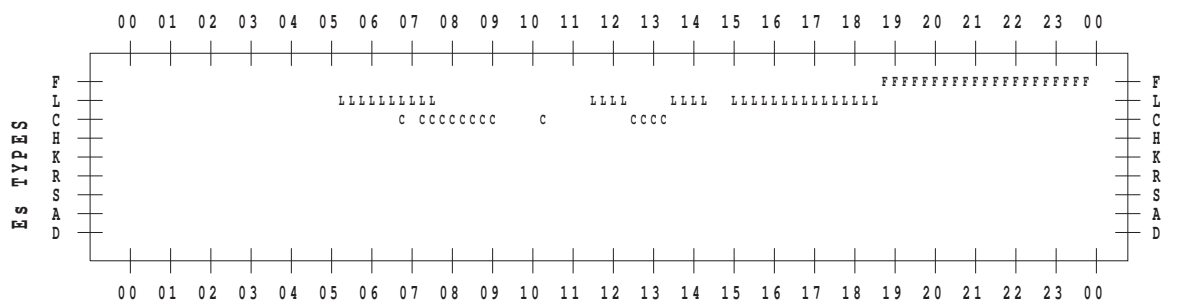 00 01 02 03 04 05 06 07 08 09 10 11 12 13 14 15 16 17 18 19 20 21 22 23 00
F FFFFFFFFFFFFFFFFFFFFF F
L LLLLLLLLLL LLLL LLLL LLLLLLLLLLLLLLL L
C C CCCCCCCC C CCCC C
H H
K K
R R
S S
A A
D D
Es TYPES
00 01 02 03 04 05 06 07 08 09 10 11 12 13 14 15 16 17 18 19 20 21 22 23 00